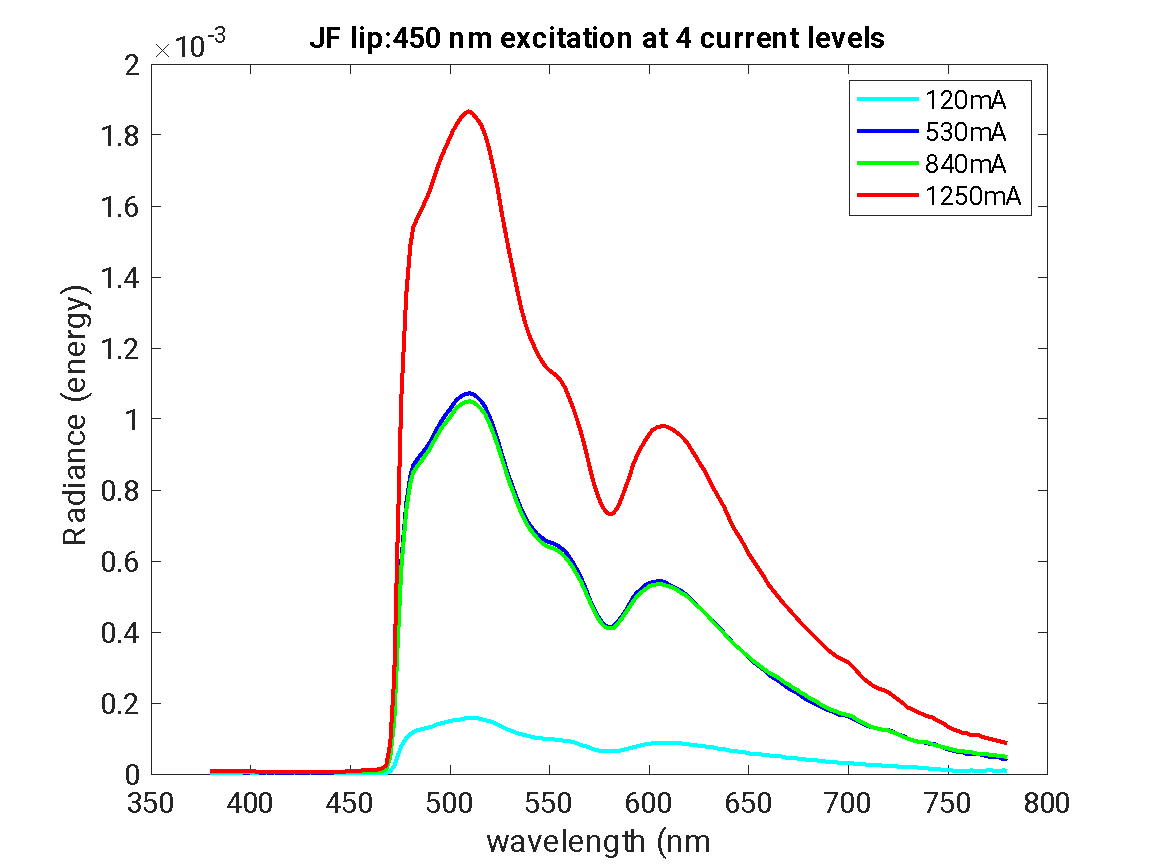 JF lip:450 nm excitation at 4 current levels
×10-3
2
1.8
1.6
1.4
1.2
1
0.8
0.6
0.4
0.2
0
Radiance (energy)
120mA
530mA
840mA
1250mA
350 400 450 500 550 600 650 700 750 800
wavelength (nm